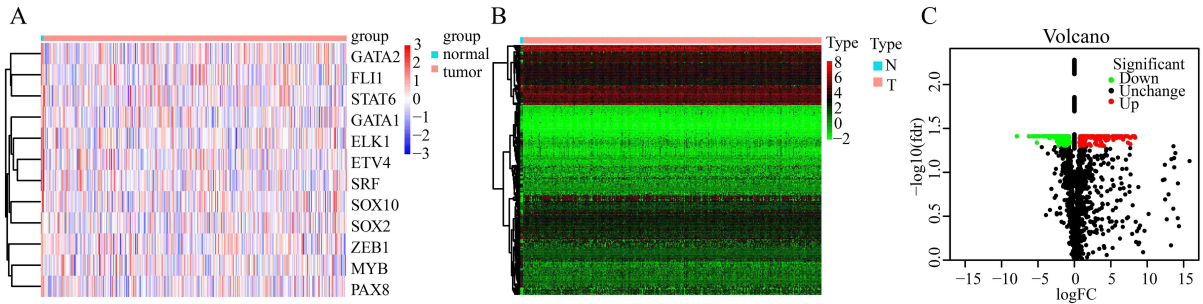 A
group
GATA2
FLI1
STAT6
GATA1
ELK1
ETV4
SRF
SOX10
SOX2
ZEB1
MYB
PAX8
3
2
1
0
−1
−2
−3
group
normal
tumor
B
Type
8
6
4
2
0
−2
Type
N
T
C
Volcano
Significant
Down
Unchange
Up
−log10(fdr)
2.0
1.5
1.0
0.5
0.0
−15 −10 −5 0 5 10 15
logFC